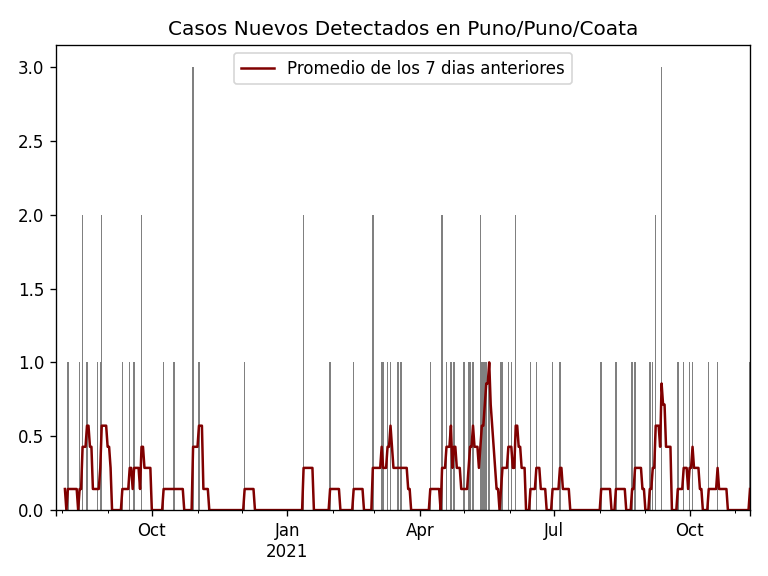 Casos Nuevos Detectados en Puno/Puno/Coata
Promedio de los 7 dias anteriores
3.0
2.5
2.0
1.5
1.0
0.5
0.0
Oct
Jan
2021
Apr
Jul
Oct